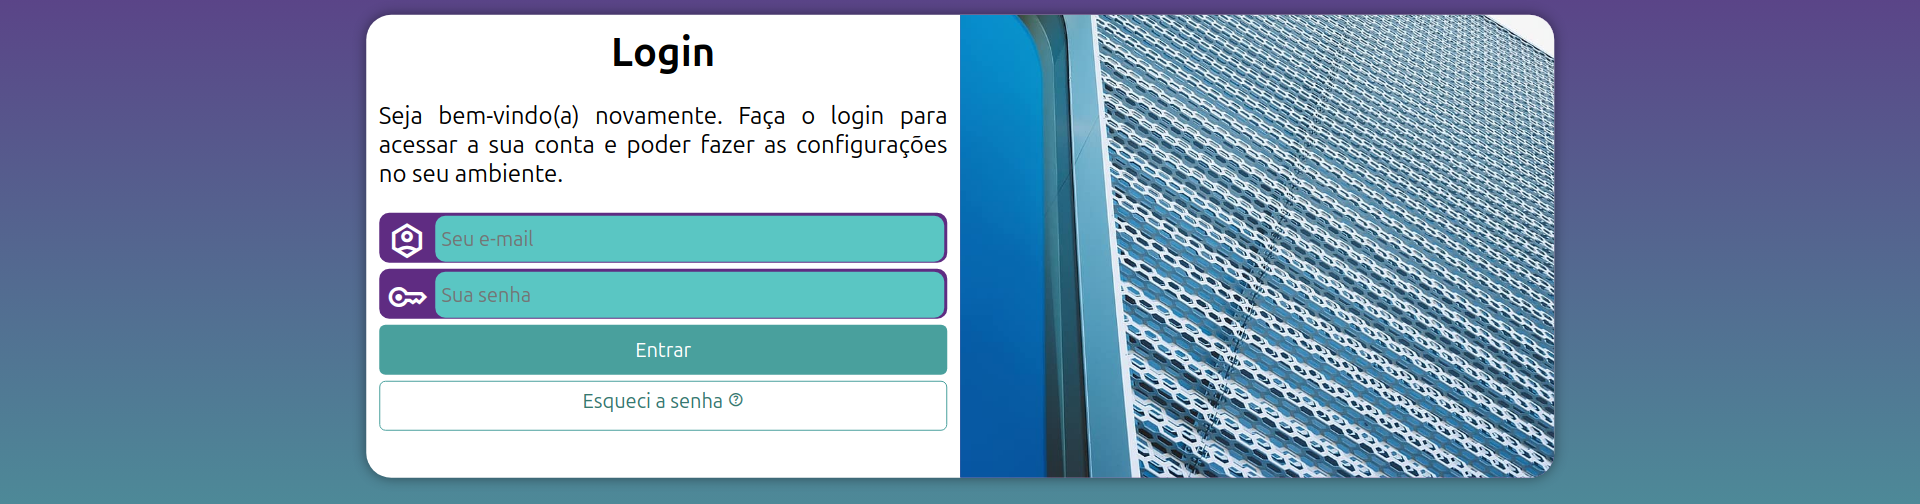 Login
Seja bem-vindo(a) novamente. Faça o login para
acessar a sua conta e poder fazer as configurações
no seu ambiente.
Seu e-mail
Sua senha
Entrar
Esqueci a senha